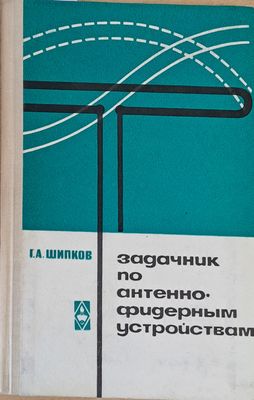 Г.А. ШИПКОВ
задачник
по
антенно-
фидерным
устройствам